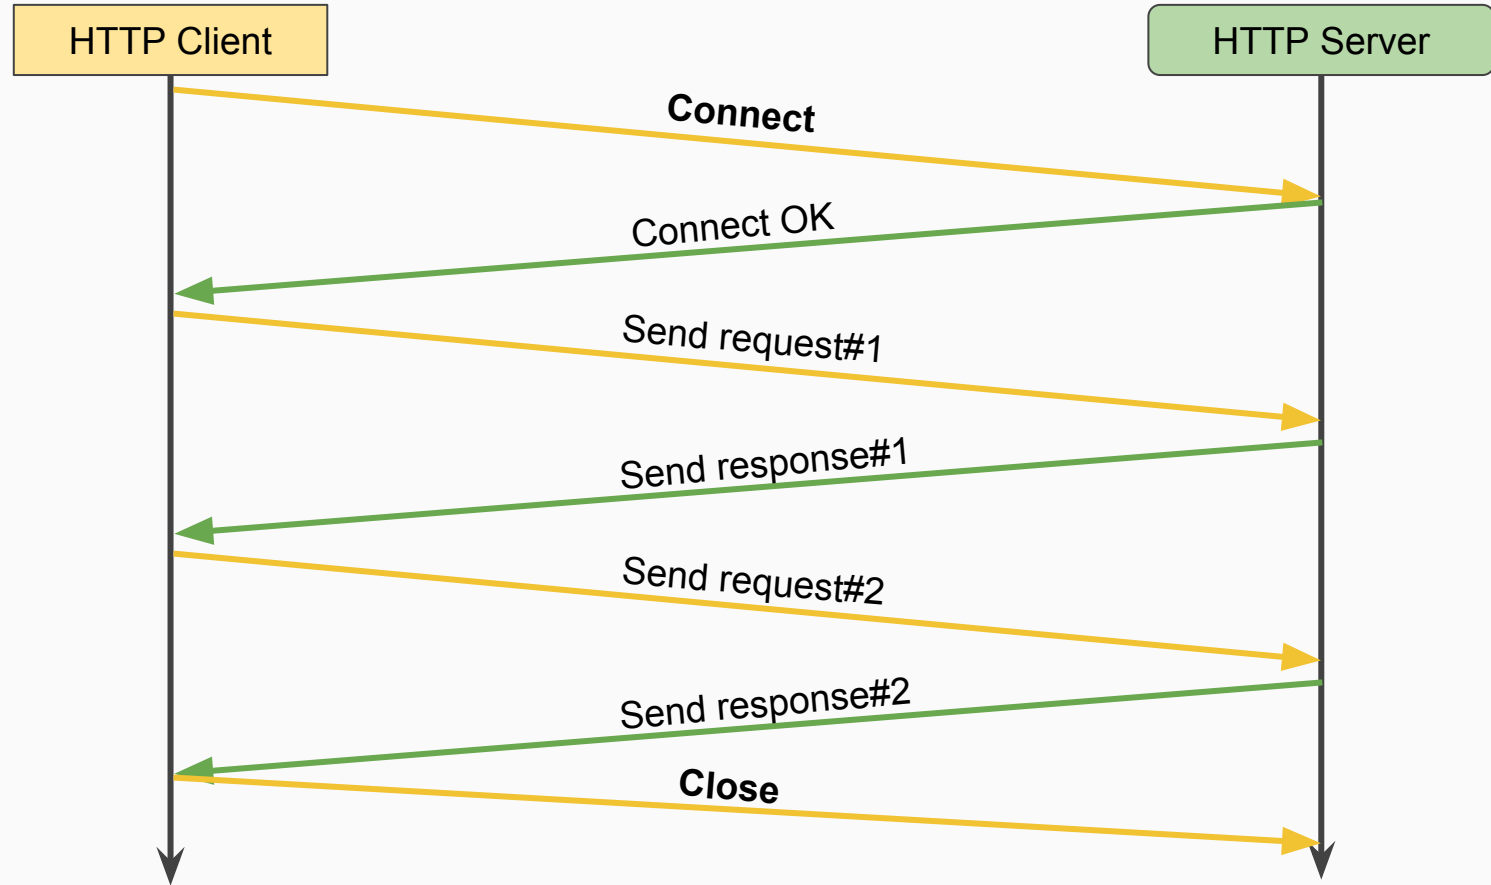 HTTP Client
HTTP Server
Connect
Connect OK
Send request#1
Send response#1
Send request#2
Send response#2
Close